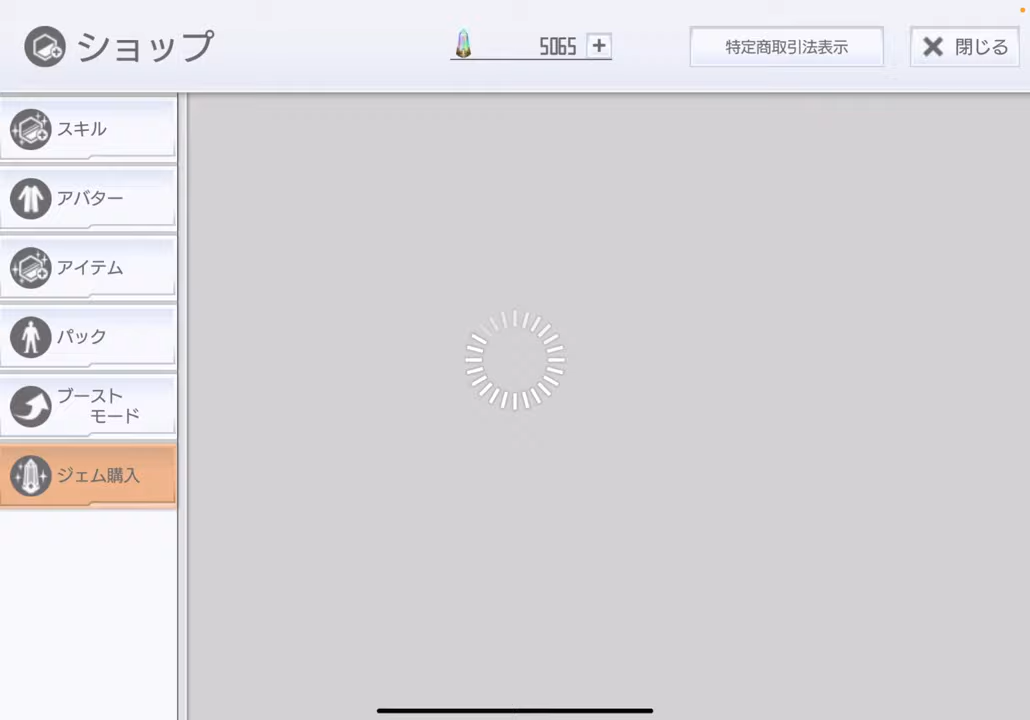 ショップ
5065 +
特定商取引法表示
閉じる
スキル
アバター
アイテム
パック
ブースト
モード
ジェム購入